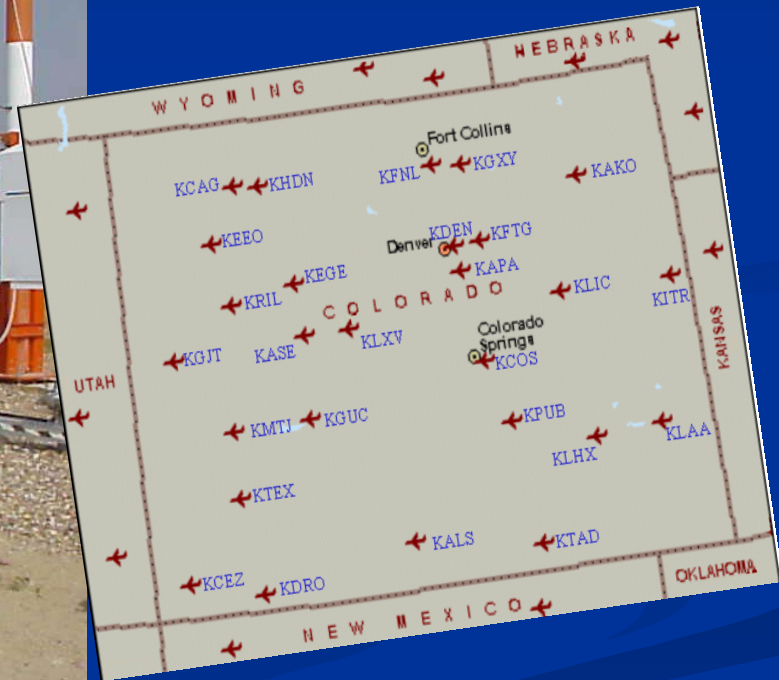 WYOMING
NEBRASKA
Fort Collins
KFNL
KGXY
KCAG
KHDN
KAKO
KEEO
KDEN
KFTG
Denver
KAPA
KEGE
KRIL
COLORADO
KLIC
KITR
KGJT
KASE
KLXV
Colorado
Springs
KCOS
KANSAS
UTAH
KMTJ
KGUC
KPUB
KLHX
KLAA
KTEX
KALS
KTAD
KCEZ
KDRO
OKLAHOMA
NEW MEXICO